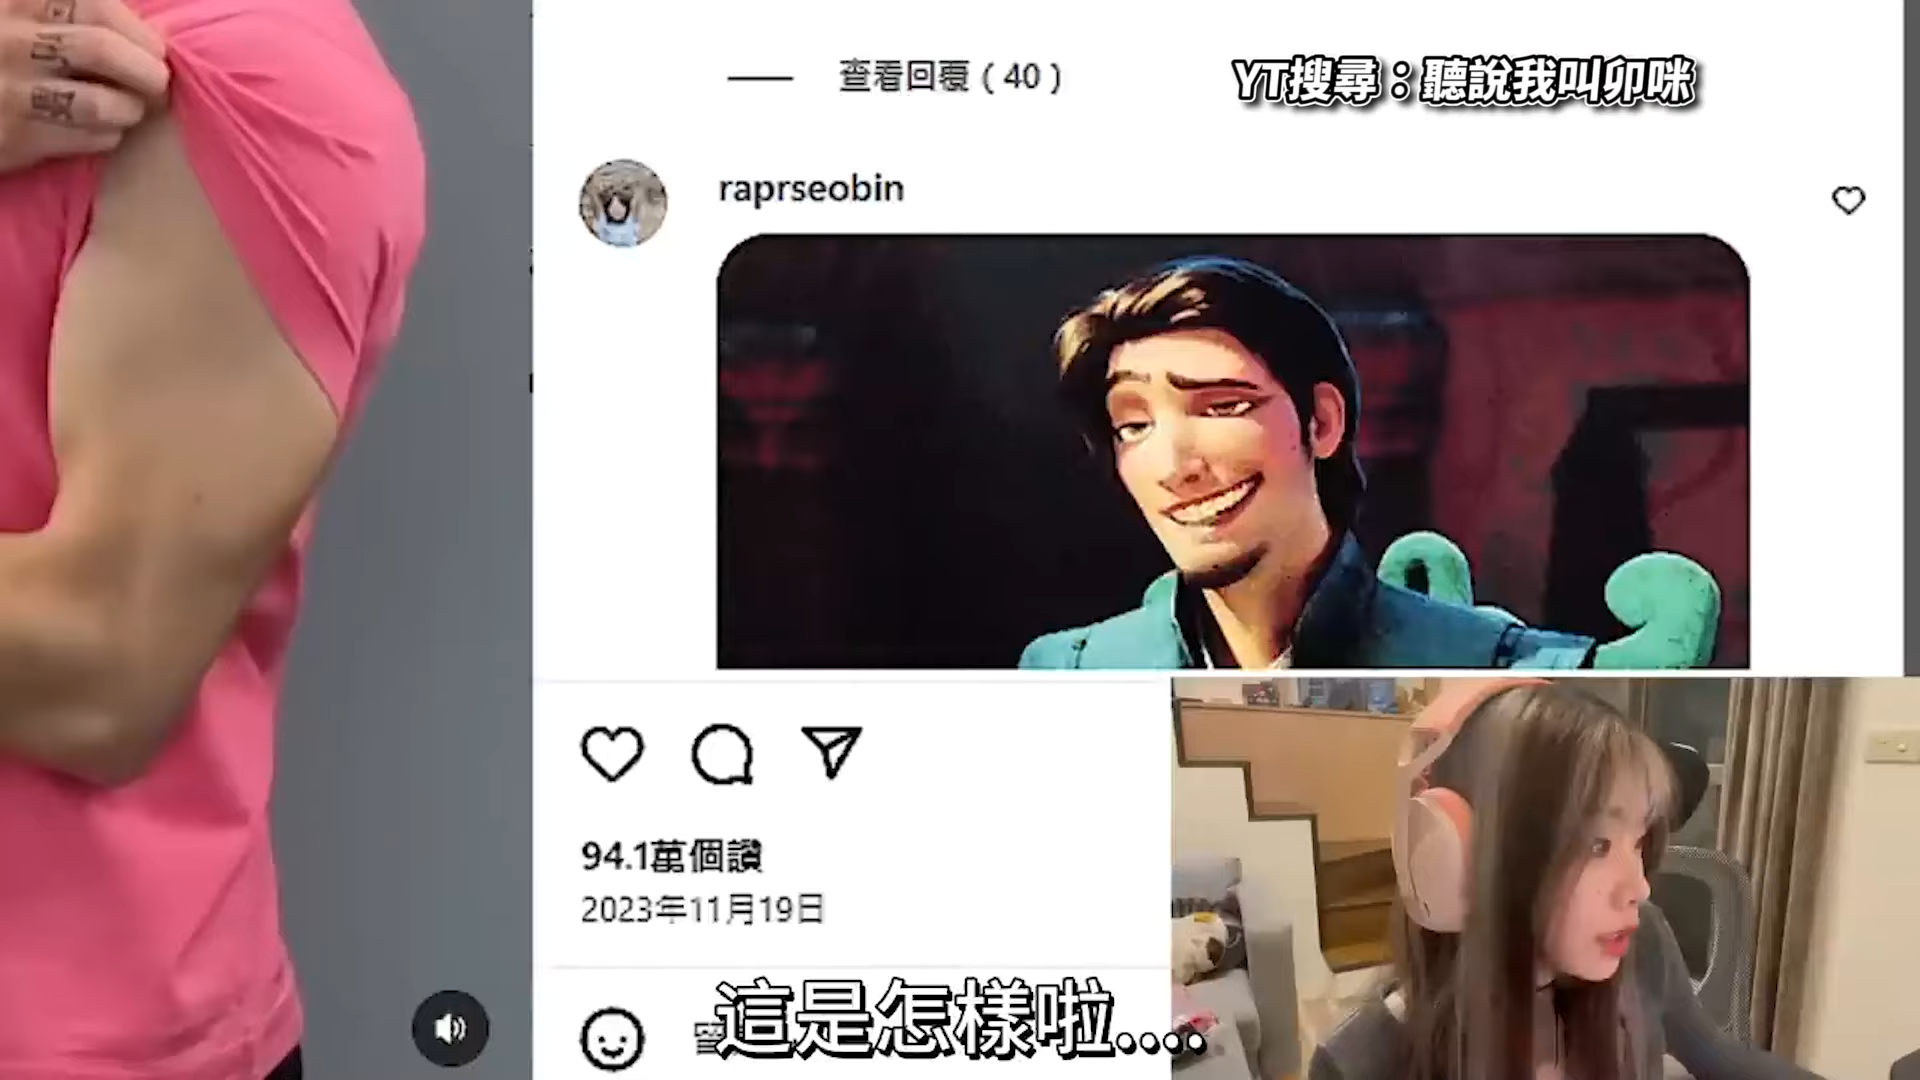 查看回覆（40）
YT搜尋：聽說我叫卯咪
raprseobin
94.1萬個讚
2023年11月19日
這是怎樣啦....